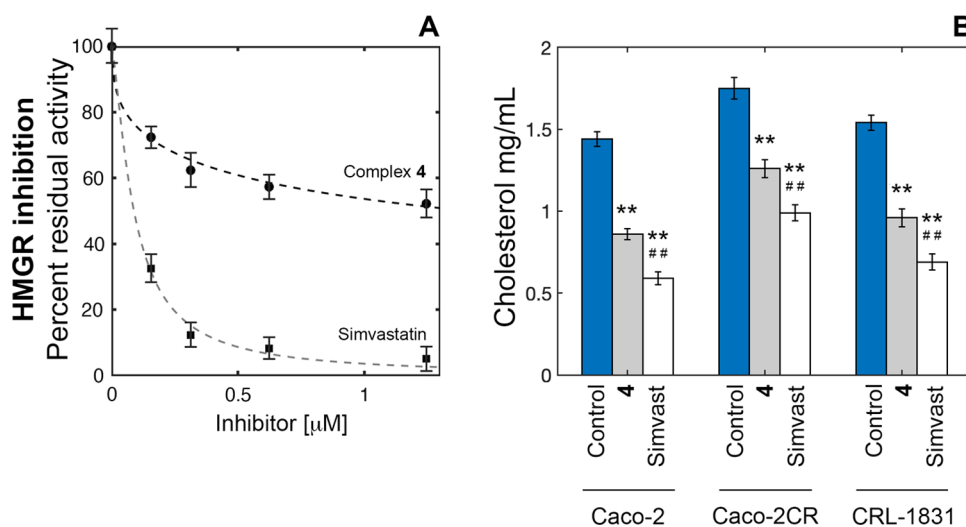 A
HMGR inhibition
Percent residual activity
100
80
60
40
20
0
Complex 4
Simvastatin
0
0.5
1
Inhibitor [µM]
B
Cholesterol mg/mL
2
1.5
1
0.5
0
**
**
##
**
**
##
**
**
##
Control
4
Simvast
Control
4
Simvast
Control
4
Simvast
Caco-2
Caco-2CR
CRL-1831